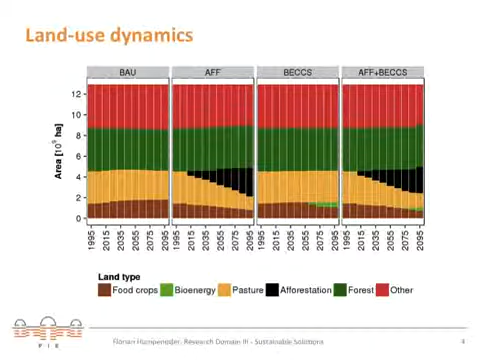 Land-use dynamics
BAU AFF BECCS AFF+BECCS
Area [10⁹ ha]
12
10
8
6
4
2
0
1995 2015 2035 2055 2075 2095 1995 2015 2035 2055 2075 2095 1995 2015 2035 2055 2075 2095 1995 2015 2035 2055 2075 2095
Land type
Food crops Bioenergy Pasture Afforestation Forest Other
P I K
Florian Humpenöder, Research Domain III - Sustainable Solutions 4